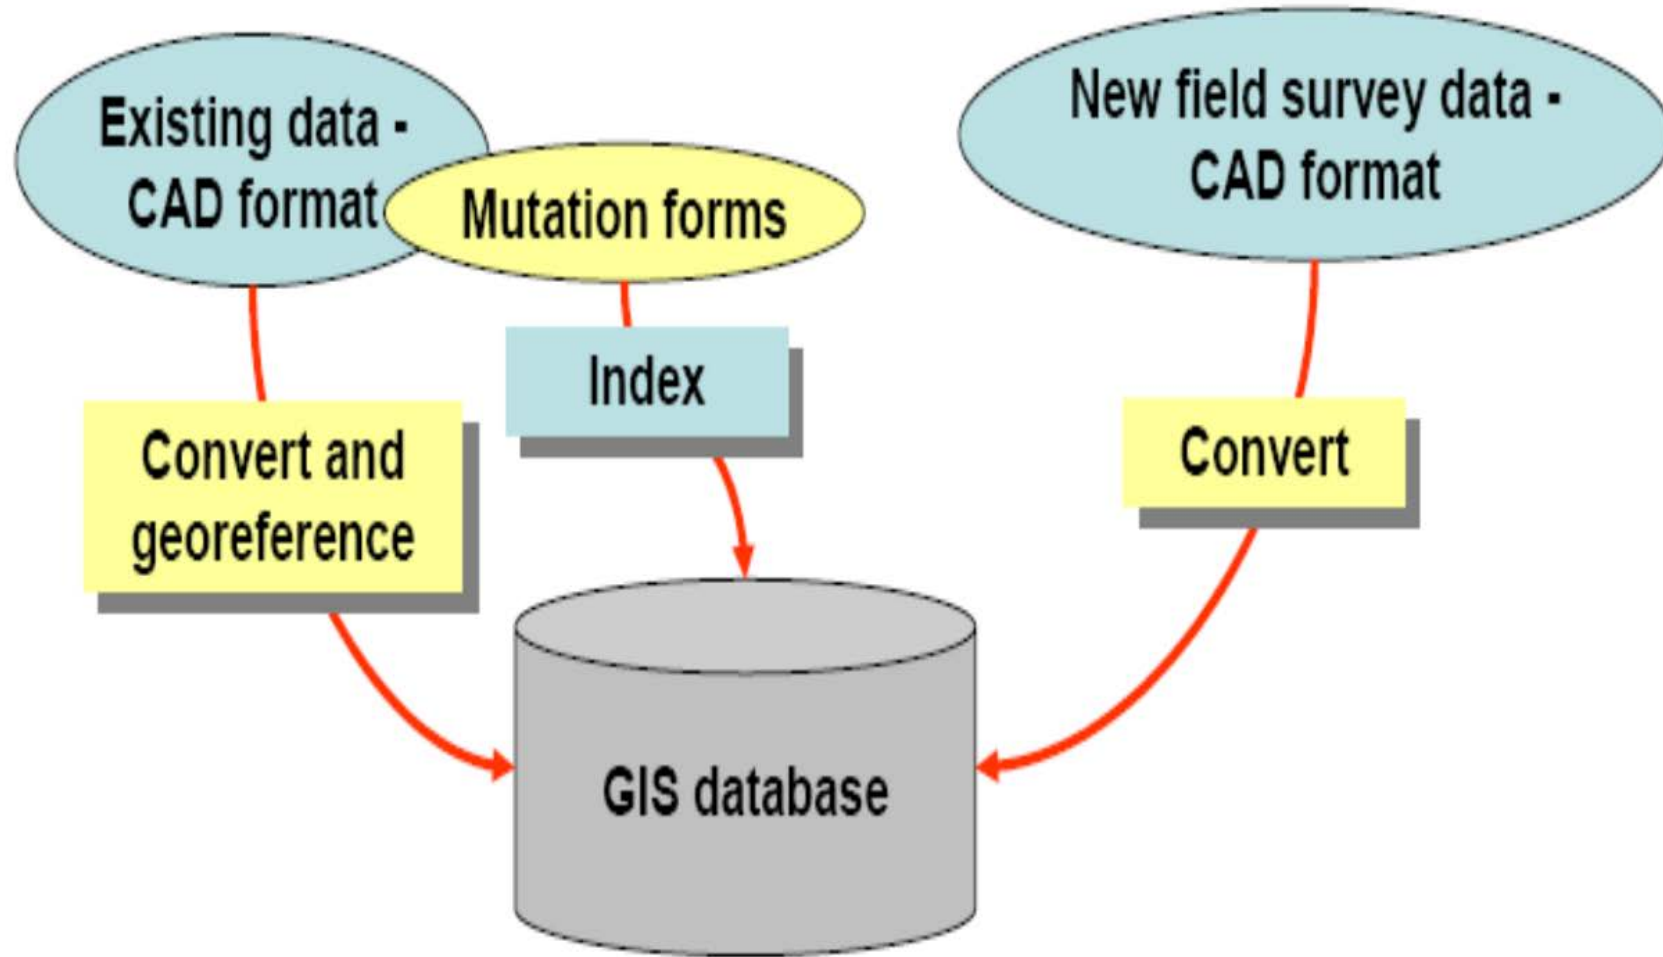 Existing data -
CAD format
Mutation forms
New field survey data -
CAD format
Index
Convert and
georeference
Convert
GIS database